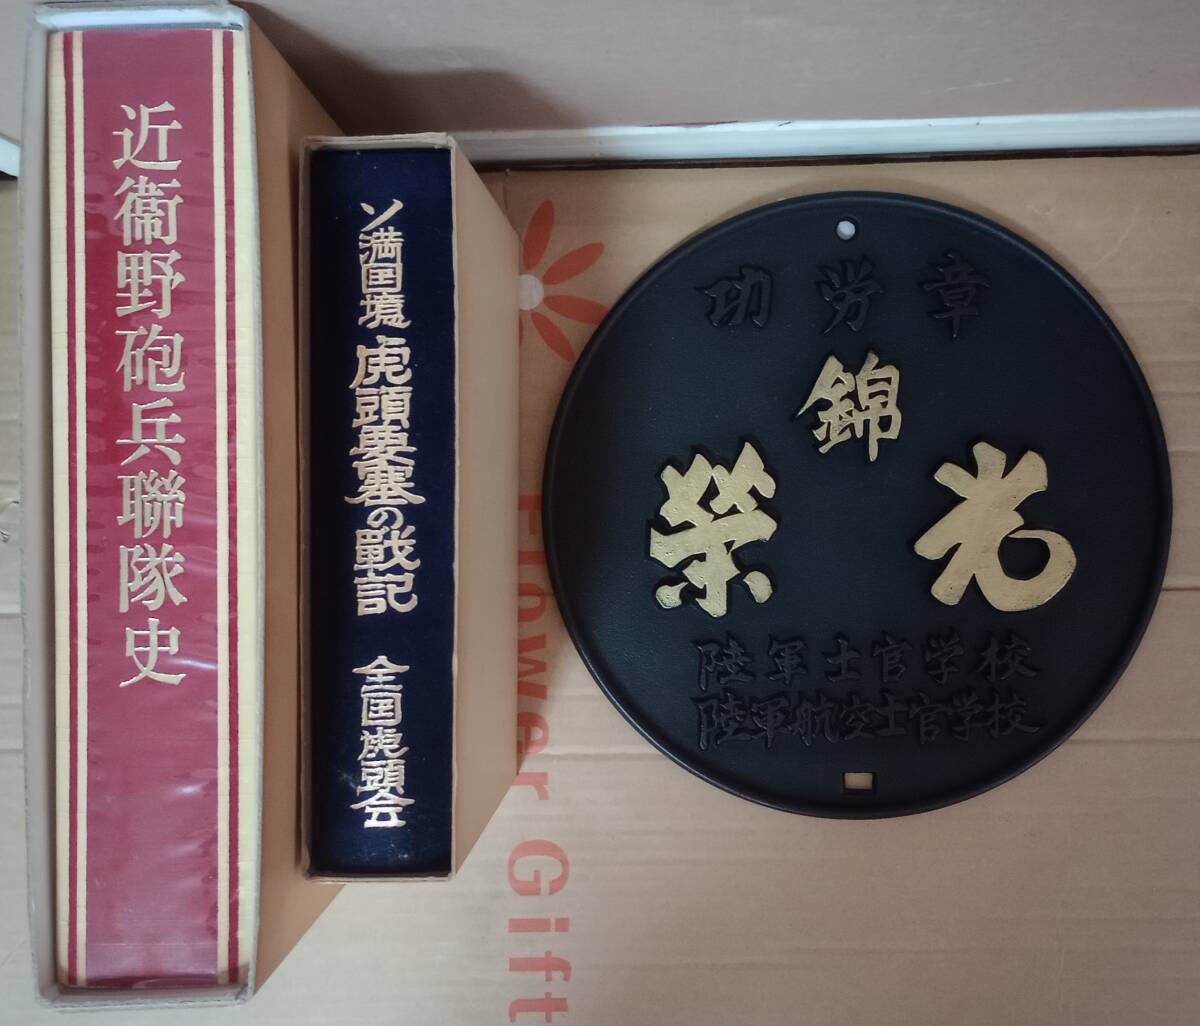 近衞野砲兵聯隊史
ソ満国境 虎頭要塞の戰記 全国虎頭会
功労章
錦
栄光
陸軍士官学校
陸軍航空士官学校
Flower Gift